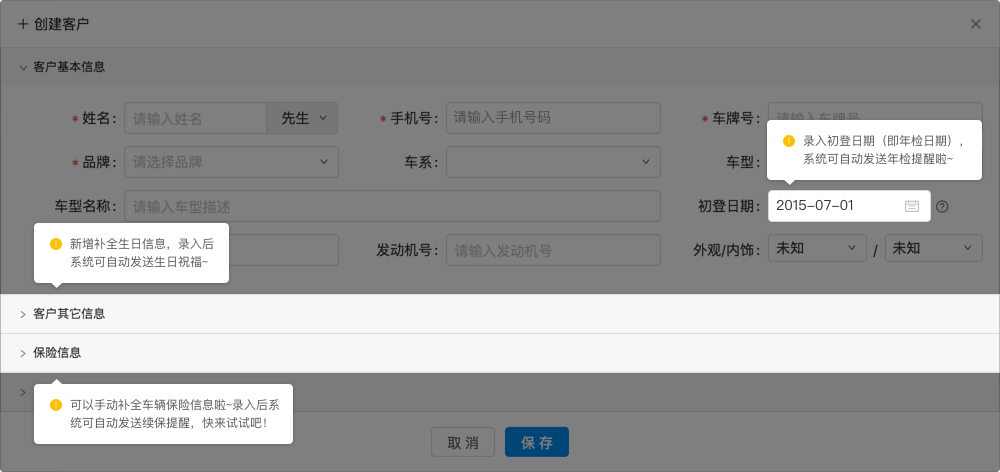 创建客户
客户基本信息
*姓名: 请输入姓名 先生 *手机号: 请输入手机号码 *车牌号: 请输入车牌号
录入初登日期（即年检日期），
系统可自动发送年检提醒啦~
*品牌: 请选择品牌 车系: 车型:
车型名称: 请输入车型描述 初登日期: 2015-07-01
新增补全生日信息，录入后
系统可自动发送生日祝福~
发动机号: 请输入发动机号 外观/内饰: 未知 / 未知
客户其它信息
保险信息
可以手动补全车辆保险信息啦~录入后系
统可自动发送续保提醒，快来试试吧！
取消 保存